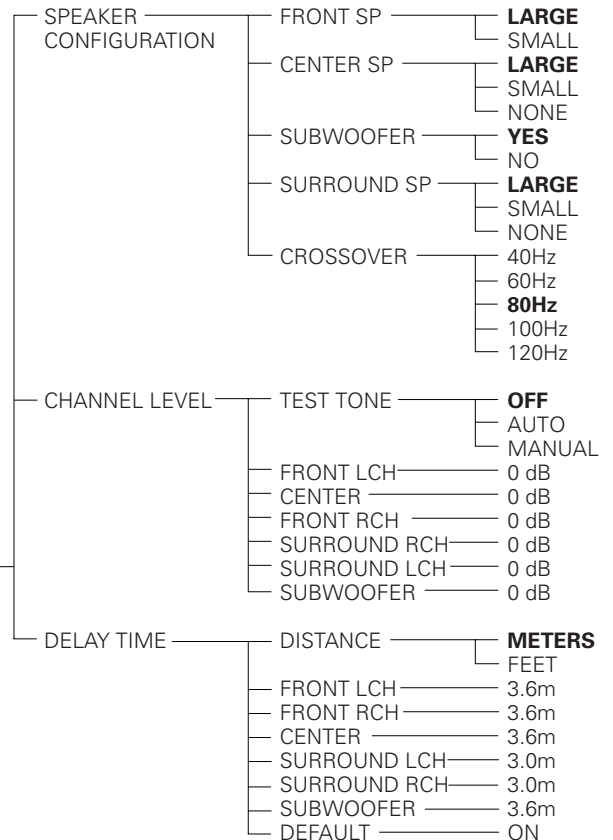 SPEAKER CONFIGURATION FRONT SP LARGE
SMALL
CENTER SP LARGE
SMALL
NONE
SUBWOOFER YES
NO
SURROUND SP LARGE
SMALL
NONE
CROSSOVER 40Hz
60Hz
80Hz
100Hz
120Hz
CHANNEL LEVEL TEST TONE OFF
AUTO
MANUAL
FRONT LCH 0 dB
CENTER 0 dB
FRONT RCH 0 dB
SURROUND RCH 0 dB
SURROUND LCH 0 dB
SUBWOOFER 0 dB
DELAY TIME DISTANCE METERS
FEET
FRONT LCH 3.6m
FRONT RCH 3.6m
CENTER 3.6m
SURROUND LCH 3.0m
SURROUND RCH 3.0m
SUBWOOFER 3.6m
DEFAULT ON